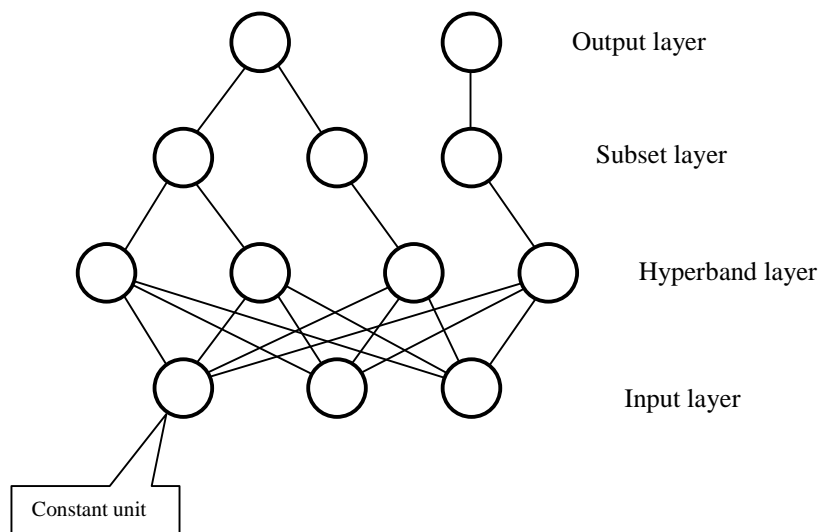 Output layer
Subset layer
Hyperband layer
Input layer
Constant unit